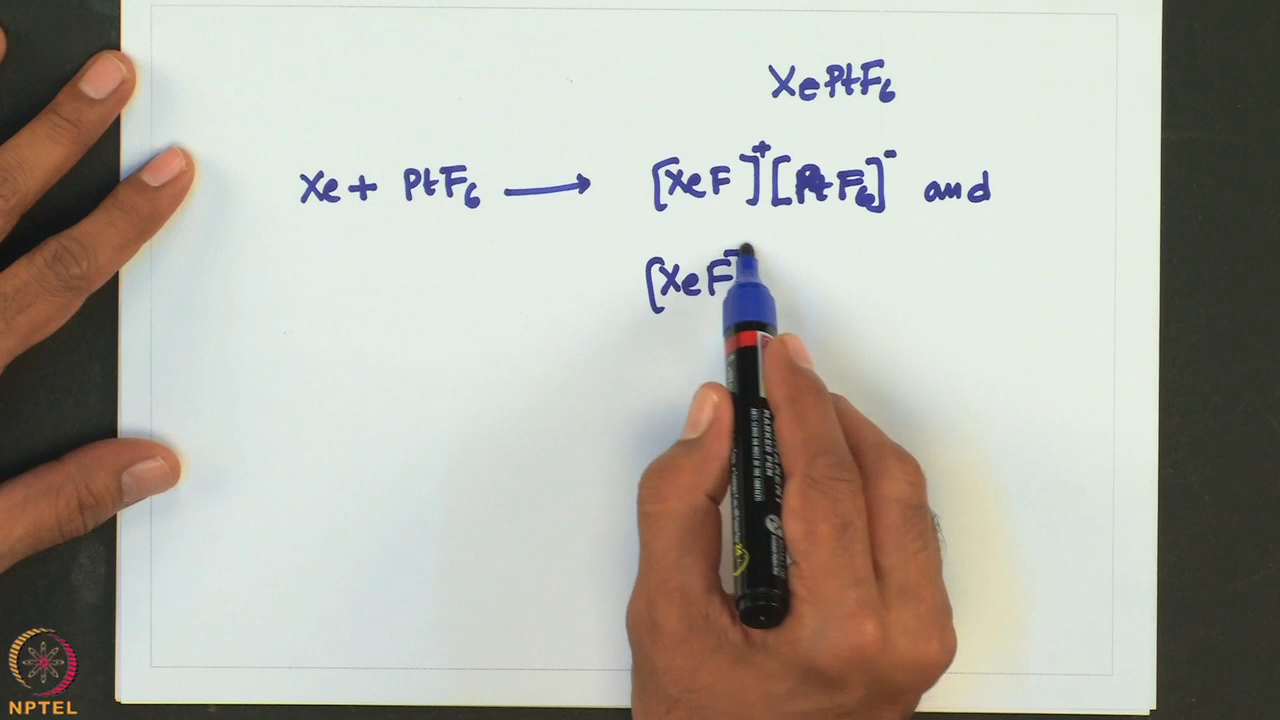 XePtF₆
Xe + PtF₆ ⟶ [XeF]⁺[PtF₆]⁻ and
[XeF]
NPTEL